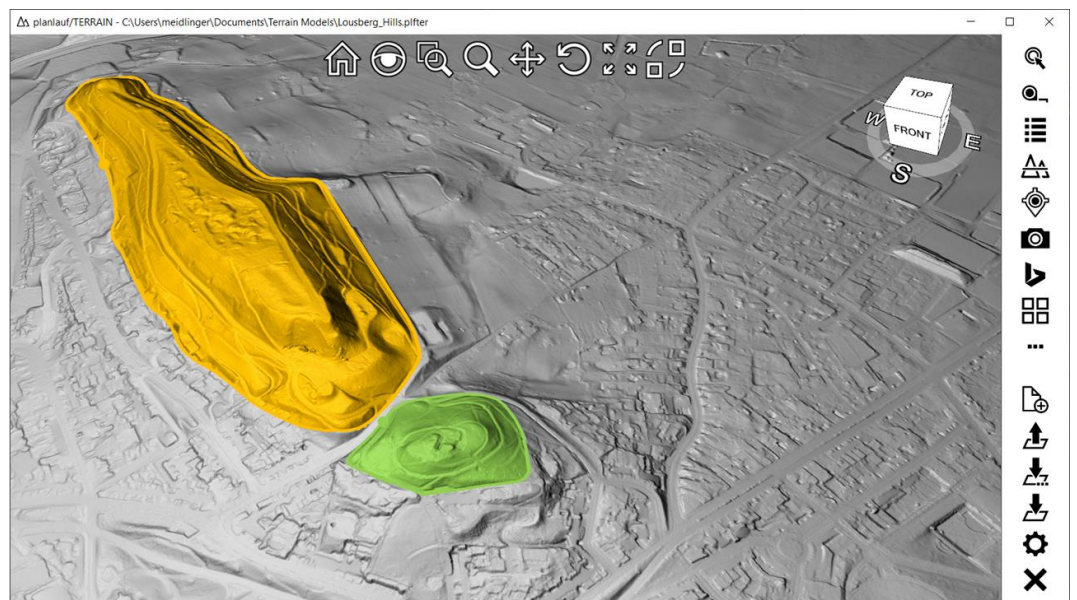 planlauf/TERRAIN - C:\Users\meidlinger\Documents\Terrain Models\Lousberg_Hills.plfter
TOP
W
FRONT
E
S